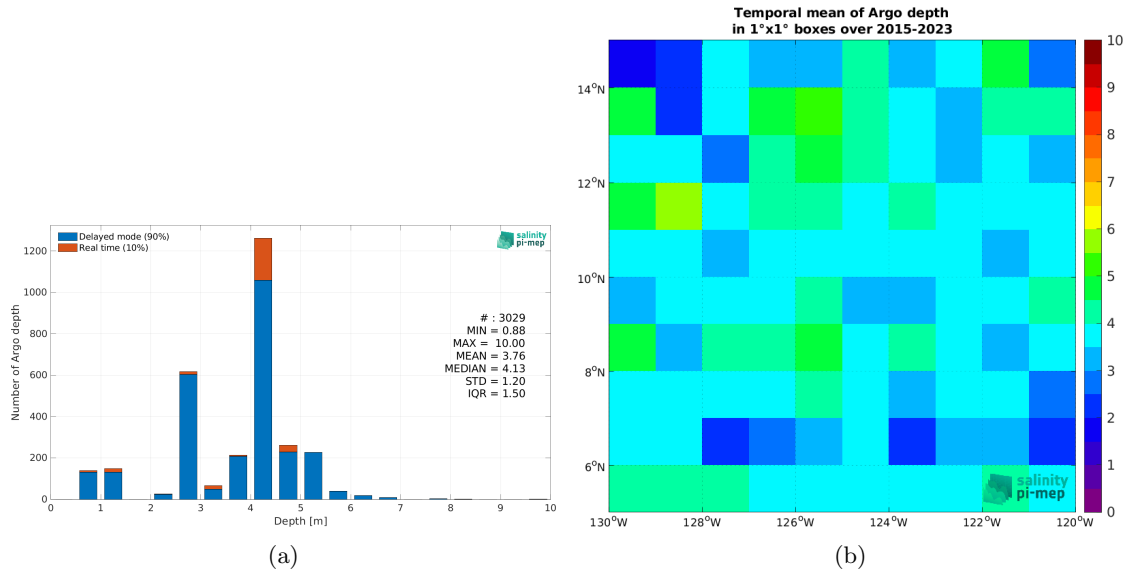 Delayed mode (90%)
Real time (10%)
salinity
pi-mep
1200
1000
800
600
400
200
0
Number of Argo depth
# : 3029
MIN = 0.88
MAX = 10.00
MEAN = 3.76
MEDIAN = 4.13
STD = 1.20
IQR = 1.50
0 1 2 3 4 5 6 7 8 9 10
Depth [m]
(a)
Temporal mean of Argo depth
in 1°x1° boxes over 2015-2023
14°N
12°N
10°N
8°N
6°N
130°W 128°W 126°W 124°W 122°W 120°W
salinity
pi-mep
10
9
8
7
6
5
4
3
2
1
0
(b)